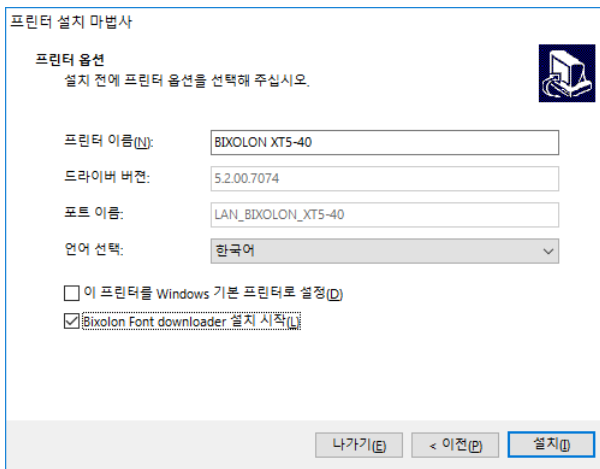 프린터 설치 마법사
프린터 옵션
설치 전에 프린터 옵션을 선택해 주십시오.
프린터 이름(N): BIXOLON XT5-40
드라이버 버젼: 5.2.00.7074
포트 이름: LAN_BIXOLON_XT5-40
언어 선택: 한국어
이 프린터를 Windows 기본 프린터로 설정(D)
Bixolon Font downloader 설치 시작(L)
나가기(E) < 이전(P) 설치(I)